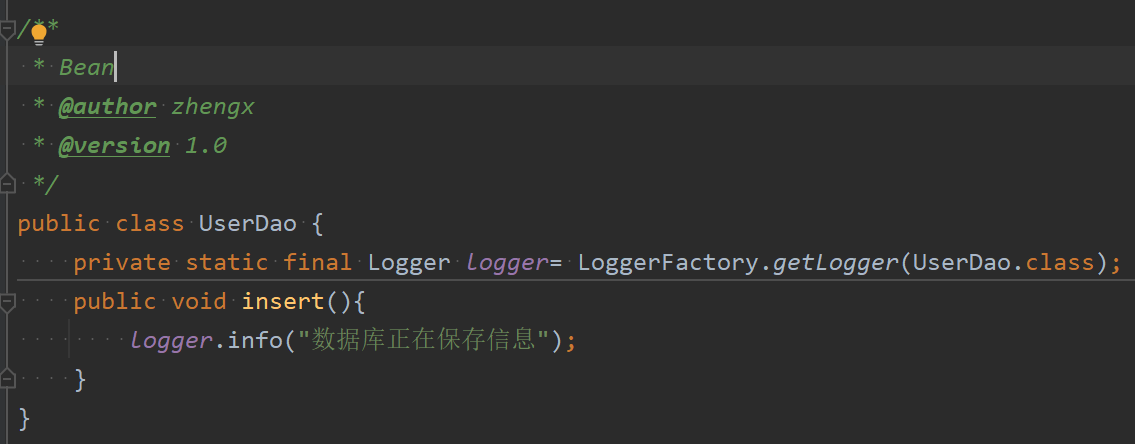 /**
 * Bean
 * @author zhengx
 * @version 1.0
 */
public class UserDao {
    private static final Logger logger= LoggerFactory.getLogger(UserDao.class);
    public void insert(){
        logger.info("数据库正在保存信息");
    }
}